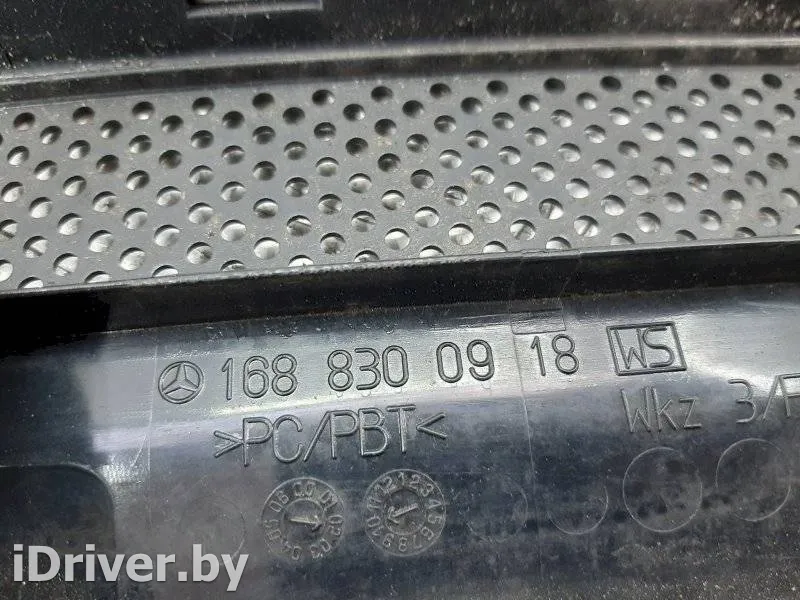 168 830 09 18 WS
>PC/PBT< Wkz 3/
iDriver.by